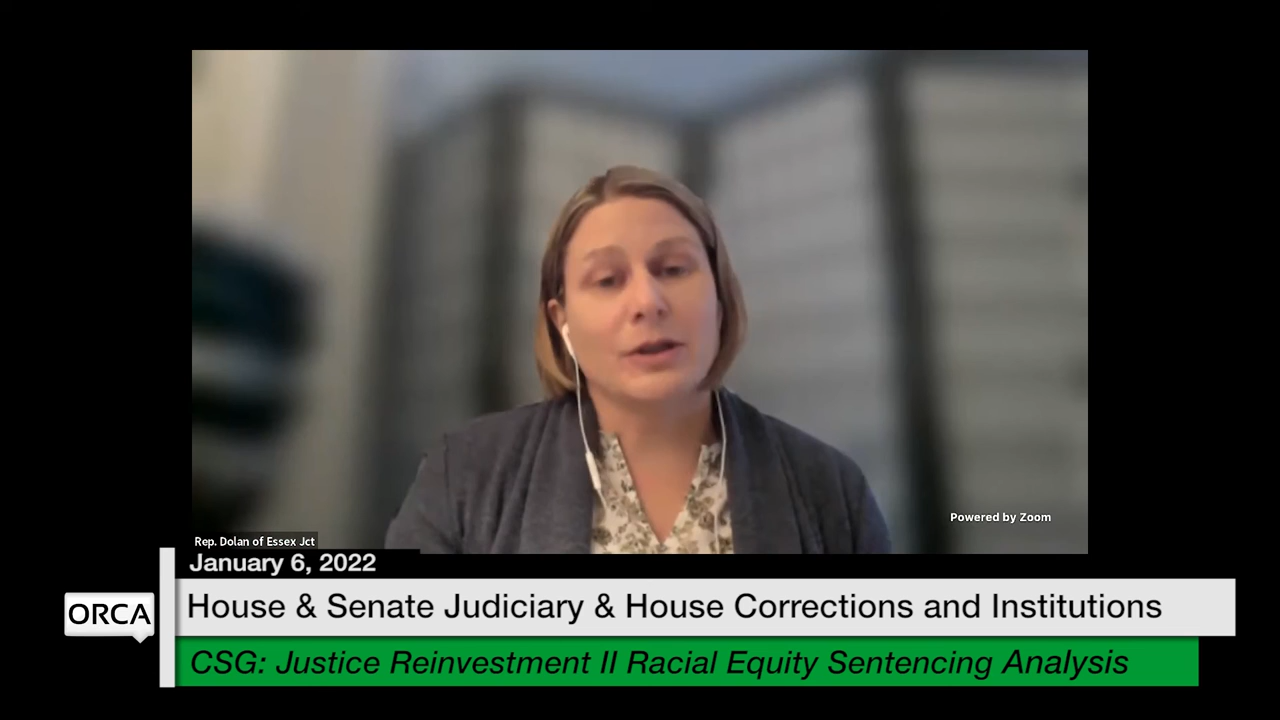 Powered by Zoom
Rep. Dolan of Essex Jct
January 6, 2022
ORCA
House & Senate Judiciary & House Corrections and Institutions
CSG: Justice Reinvestment II Racial Equity Sentencing Analysis